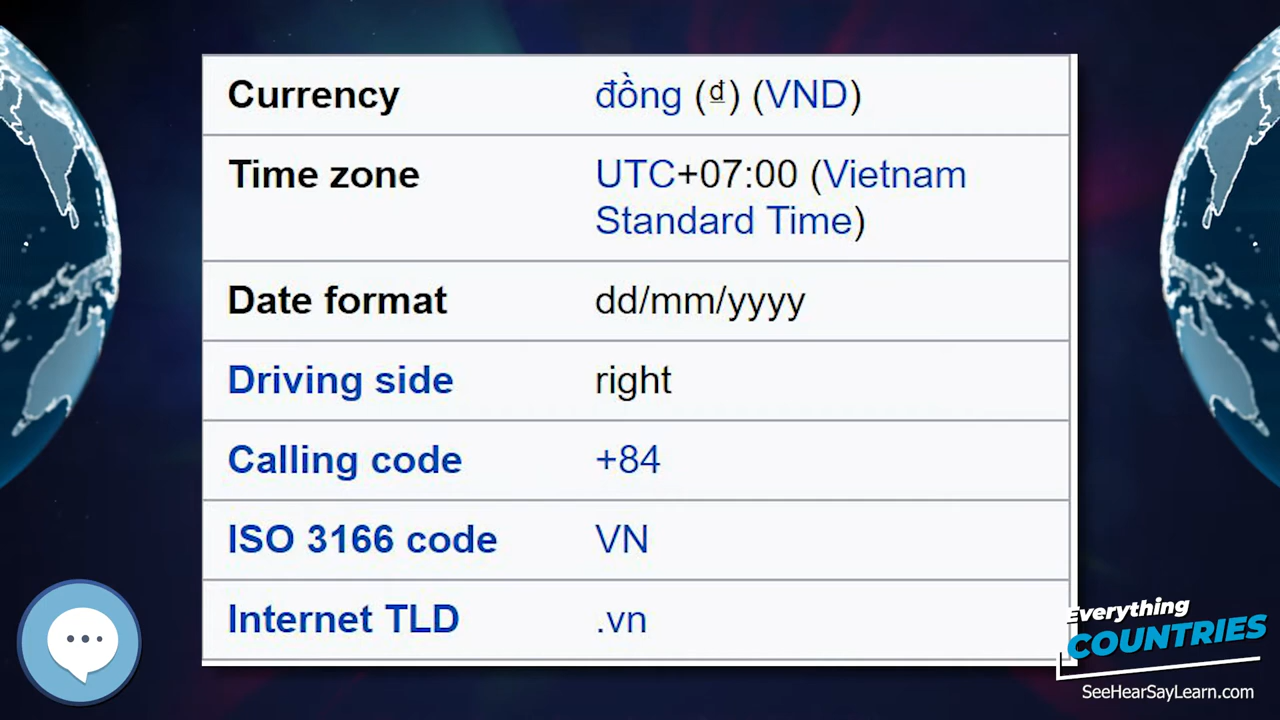 Currency đồng (₫) (VND)
Time zone UTC+07:00 (Vietnam
Standard Time)
Date format dd/mm/yyyy
Driving side right
Calling code +84
ISO 3166 code VN
Internet TLD .vn
Everything
COUNTRIES
SeeHearSayLearn.com